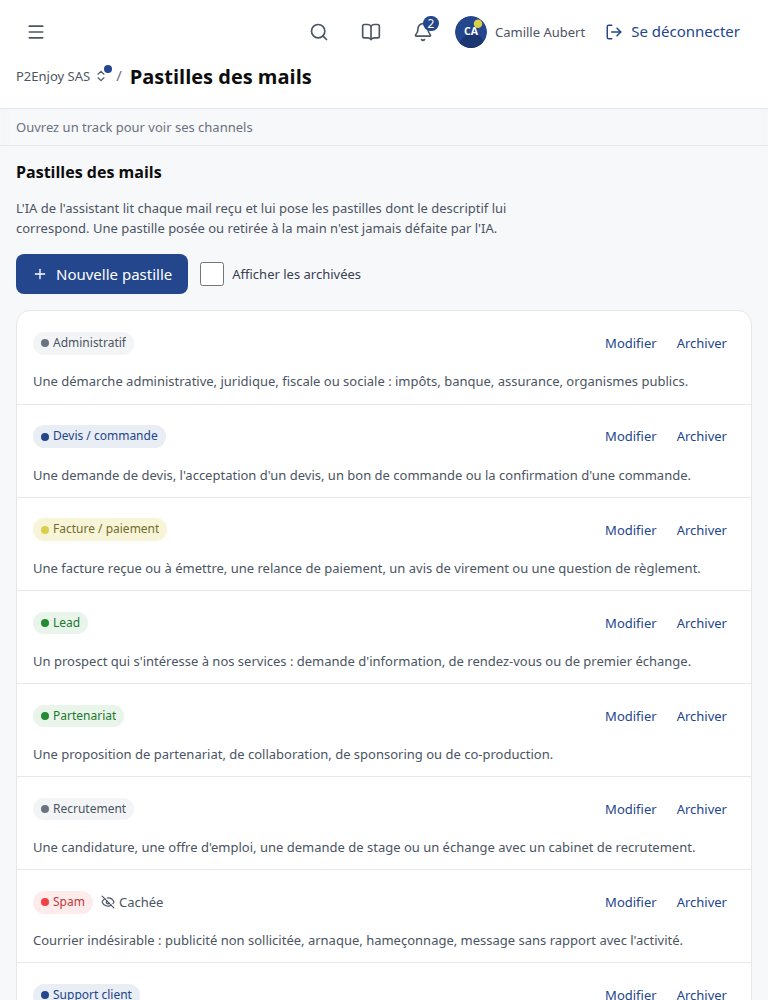 2
CA
Camille Aubert
Se déconnecter
P2Enjoy SAS / Pastilles des mails
Ouvrez un track pour voir ses channels
Pastilles des mails
L'IA de l'assistant lit chaque mail reçu et lui pose les pastilles dont le descriptif lui
correspond. Une pastille posée ou retirée à la main n'est jamais défaite par l'IA.
+ Nouvelle pastille
Afficher les archivées
Administratif
Modifier Archiver
Une démarche administrative, juridique, fiscale ou sociale : impôts, banque, assurance, organismes publics.
Devis / commande
Modifier Archiver
Une demande de devis, l'acceptation d'un devis, un bon de commande ou la confirmation d'une commande.
Facture / paiement
Modifier Archiver
Une facture reçue ou à émettre, une relance de paiement, un avis de virement ou une question de règlement.
Lead
Modifier Archiver
Un prospect qui s'intéresse à nos services : demande d'information, de rendez-vous ou de premier échange.
Partenariat
Modifier Archiver
Une proposition de partenariat, de collaboration, de sponsoring ou de co-production.
Recrutement
Modifier Archiver
Une candidature, une offre d'emploi, une demande de stage ou un échange avec un cabinet de recrutement.
Spam
Cachée
Modifier Archiver
Courrier indésirable : publicité non sollicitée, arnaque, hameçonnage, message sans rapport avec l'activité.
Support client
Modifier Archiver